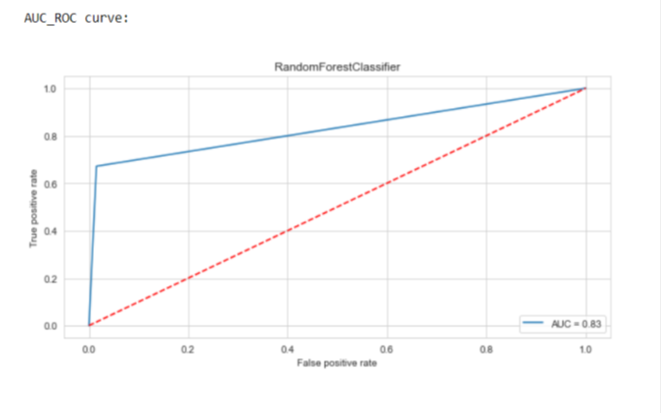 AUC_ROC curve:
RandomForestClassifier
1.0
0.8
0.6
0.4
0.2
0.0
True positive rate
AUC = 0.83
0.0 0.2 0.4 0.6 0.8 1.0
False positive rate